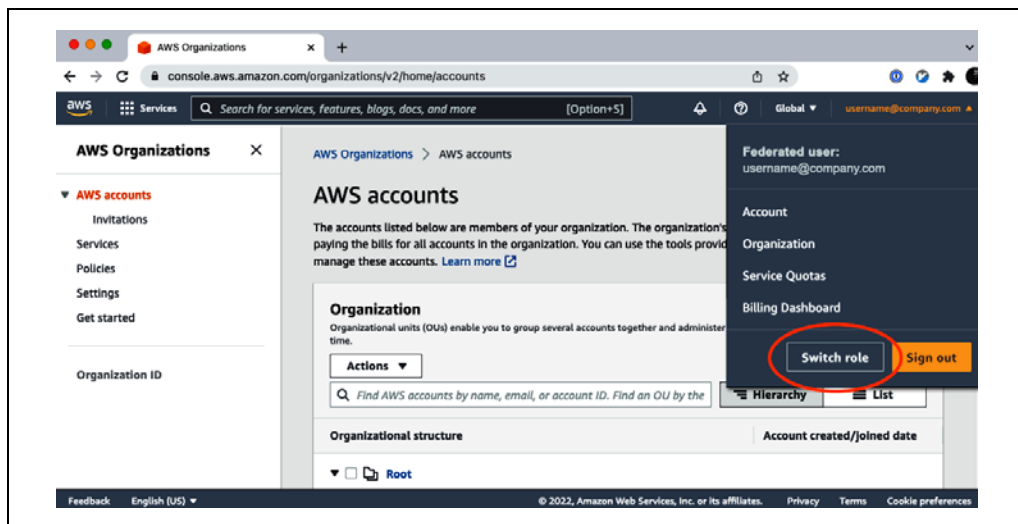 AWS Organizations
console.aws.amazon.com/organizations/v2/home/accounts
aws
Services
Search for services, features, blogs, docs, and more
[Option+S]
Global
username@company.com
AWS Organizations
AWS accounts
Invitations
Services
Policies
Settings
Get started
Organization ID
AWS Organizations > AWS accounts
AWS accounts
The accounts listed below are members of your organization. The organization's
paying the bills for all accounts in the organization. You can use the tools provid
manage these accounts. Learn more
Organization
Organizational units (OUs) enable you to group several accounts together and administer
time.
Actions
Find AWS accounts by name, email, or account ID. Find an OU by the
Hierarchy
List
Organizational structure
Account created/joined date
Root
Federated user:
username@company.com
Account
Organization
Service Quotas
Billing Dashboard
Switch role
Sign out
Feedback
English (US)
© 2022, Amazon Web Services, Inc. or its affiliates.
Privacy
Terms
Cookie preferences